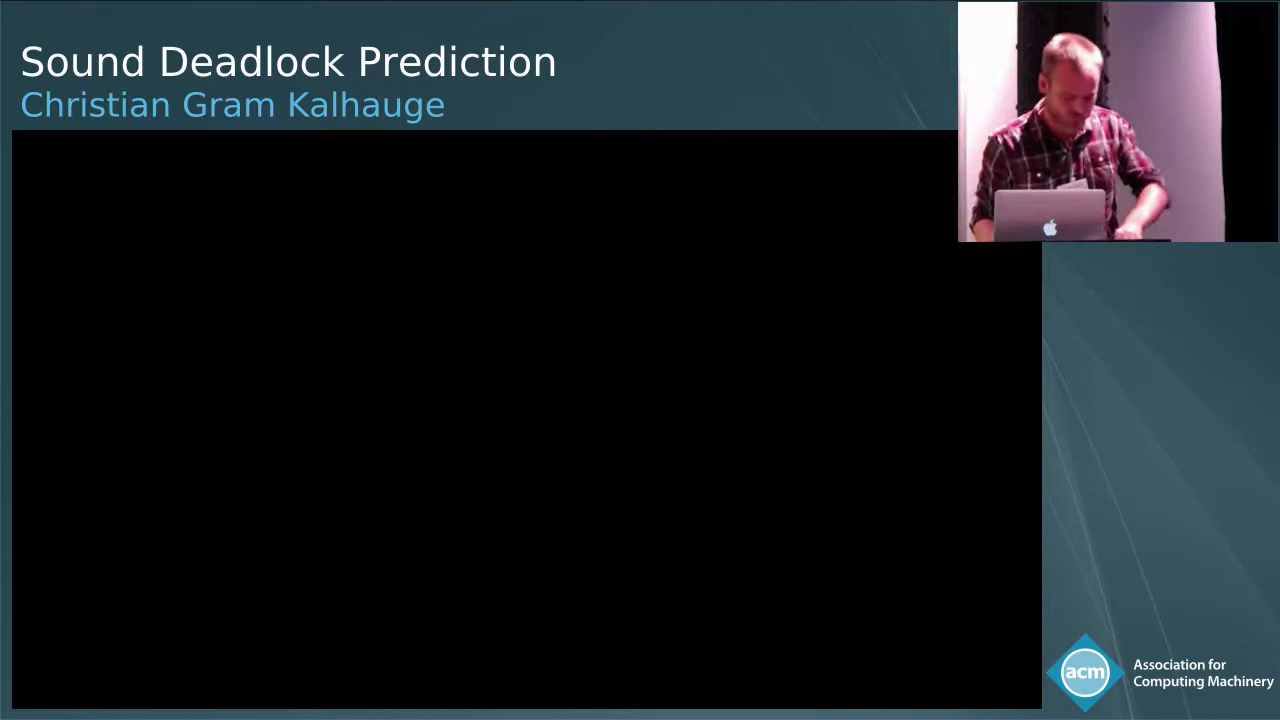 Sound Deadlock Prediction
Christian Gram Kalhauge
acm
Association for
Computing Machinery